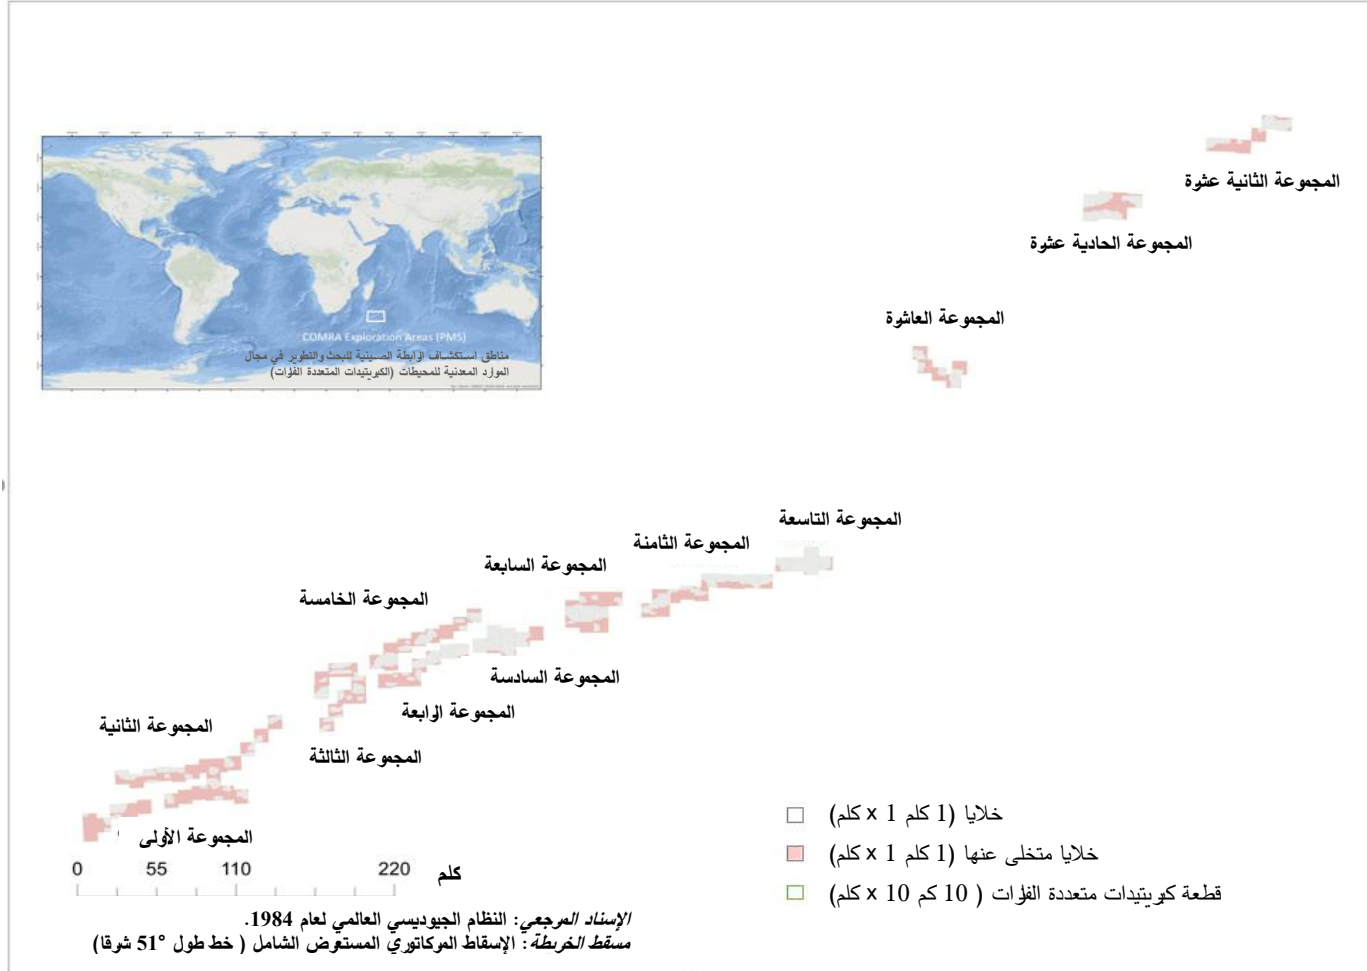 COMRA Exploration Areas (PMS)
مناطق استكشاف الرابطة الصينية للبحث والتطوير في مجال
الموارد المعدنية للمحيطات (الكبريتيدات المتعددة الفلزات)
المجموعة الثانية عشرة
المجموعة الحادية عشرة
المجموعة العاشرة
المجموعة التاسعة
المجموعة الثامنة
المجموعة السابعة
المجموعة الخامسة
المجموعة السادسة
المجموعة الرابعة
المجموعة الثانية
المجموعة الثالثة
المجموعة الأولى
0 55 110 220 كلم
خلايا (1 كلم x 1 كلم)
خلايا متخلى عنها (1 كلم x 1 كلم)
قطعة كبريتيدات متعددة الفلزات ( 10 كم x 10 كلم)
الإسناد المرجعي: النظام الجيوديسي العالمي لعام 1984.
مسقط الخريطة: الإسقاط المركاتوري المستعرض الشامل ( خط طول °51 شرقا)